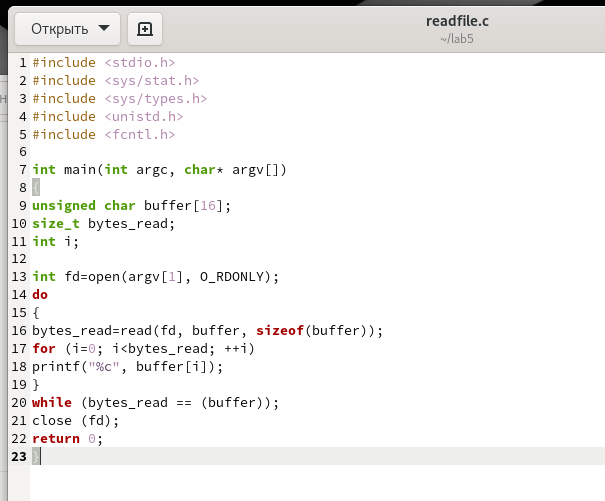 Открыть
readfile.c
~/lab5
1 #include <stdio.h>
2 #include <sys/stat.h>
3 #include <sys/types.h>
4 #include <unistd.h>
5 #include <fcntl.h>
6
7 int main(int argc, char* argv[])
8 {
9 unsigned char buffer[16];
10 size_t bytes_read;
11 int i;
12
13 int fd=open(argv[1], O_RDONLY);
14 do
15 {
16 bytes_read=read(fd, buffer, sizeof(buffer));
17 for (i=0; i<bytes_read; ++i)
18 printf("%c", buffer[i]);
19 }
20 while (bytes_read == (buffer));
21 close (fd);
22 return 0;
23 }